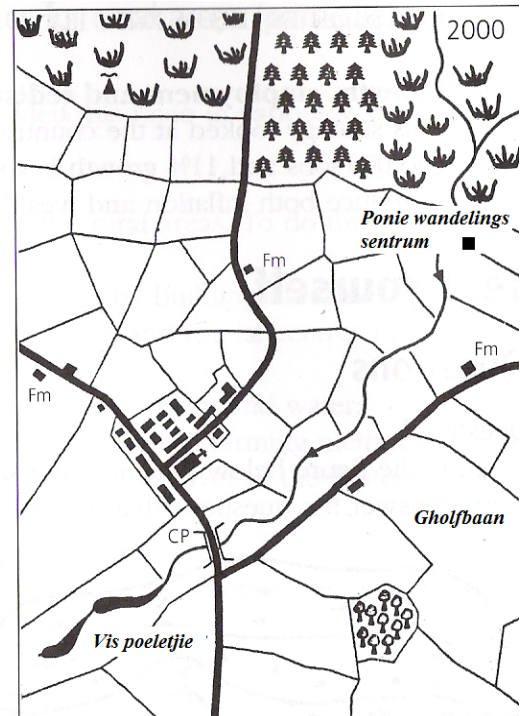 2000
Ponie wandelings
sentrum
Fm
Fm
Fm
Gholfbaan
CP
Vis poeletjie